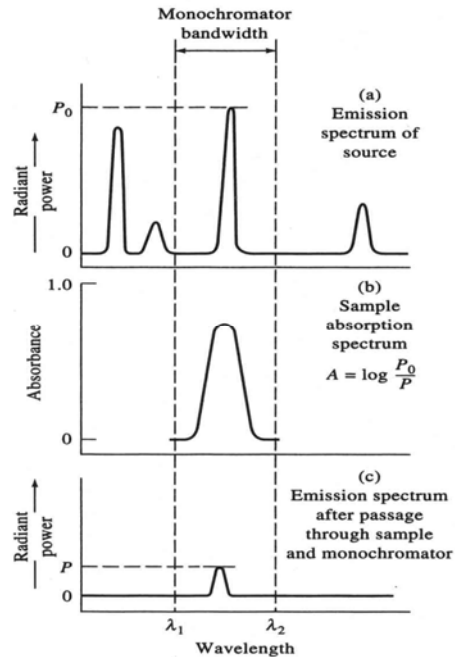 Monochromator
bandwidth
P₀
Radiant
power
0
(a)
Emission
spectrum of
source
1.0
Absorbance
0
(b)
Sample
absorption
spectrum
A = log P₀/P
Radiant
power
P
0
(c)
Emission spectrum
after passage
through sample
and monochromator
λ₁
λ₂
Wavelength